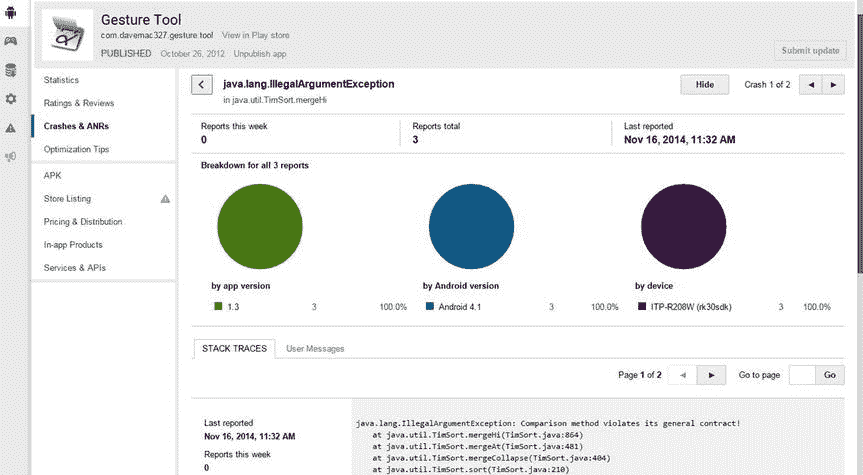 Gesture Tool
com.davemac327.gesture.tool View in Play store
PUBLISHED October 26, 2012 Unpublish app
Submit update
Statistics
Ratings & Reviews
Crashes & ANRs
Optimization Tips
APK
Store Listing
Pricing & Distribution
In-app Products
Services & APIs
java.lang.IllegalArgumentException
in java.util.TimSort.mergeHi
Hide Crash 1 of 2
Reports this week Reports total Last reported
0 3 Nov 16, 2014, 11:32 AM
Breakdown for all 3 reports
by app version by Android version by device
1.3 3 100.0% Android 4.1 3 100.0% ITP-R208W (rk30sdk) 3 100.0%
STACK TRACES User Messages
Page 1 of 2 Go to page Go
Last reported
Nov 16, 2014, 11:32 AM
Reports this week
0
java.lang.IllegalArgumentException: Comparison method violates its general contract!
at java.util.TimSort.mergeHi(TimSort.java:864)
at java.util.TimSort.mergeAt(TimSort.java:481)
at java.util.TimSort.mergeCollapse(TimSort.java:404)
at java.util.TimSort.sort(TimSort.java:210)